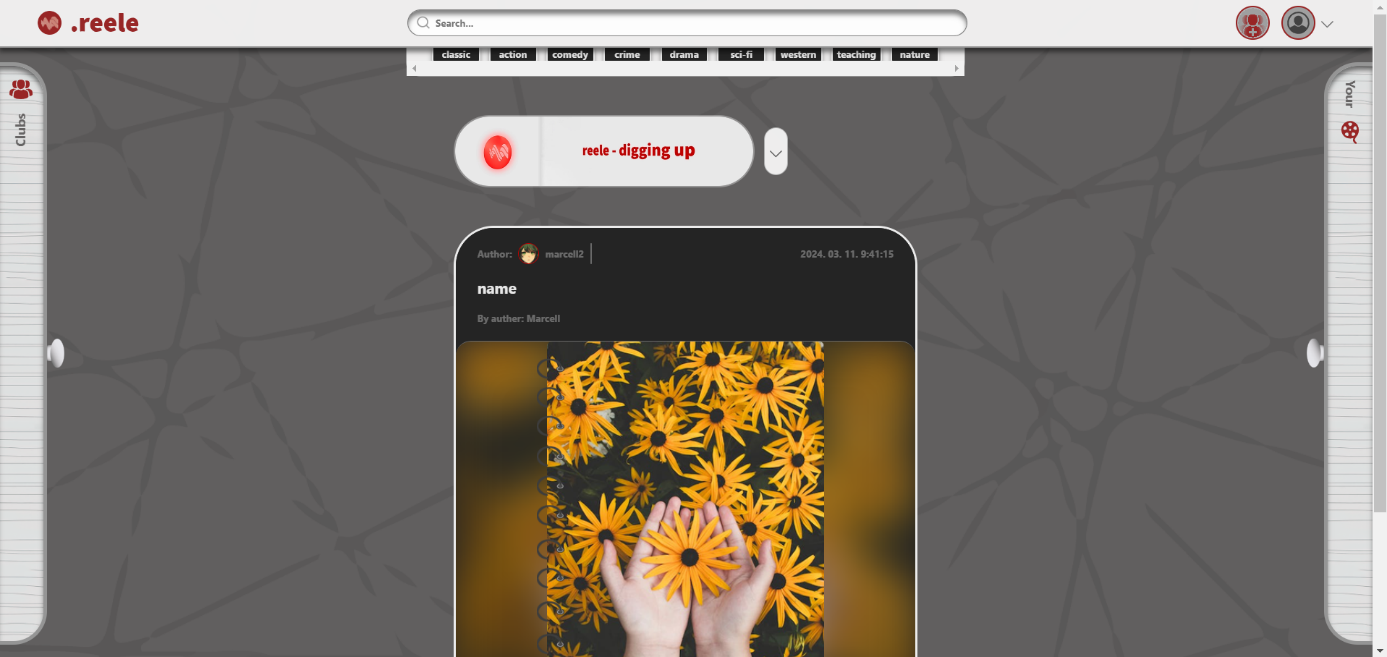 .reele
Search...
classic action comedy crime drama sci-fi western teaching nature
Clubs
Your
reele - digging up
Author: marcell2 2024. 03. 11. 9:41:15
name
By auther: Marcell